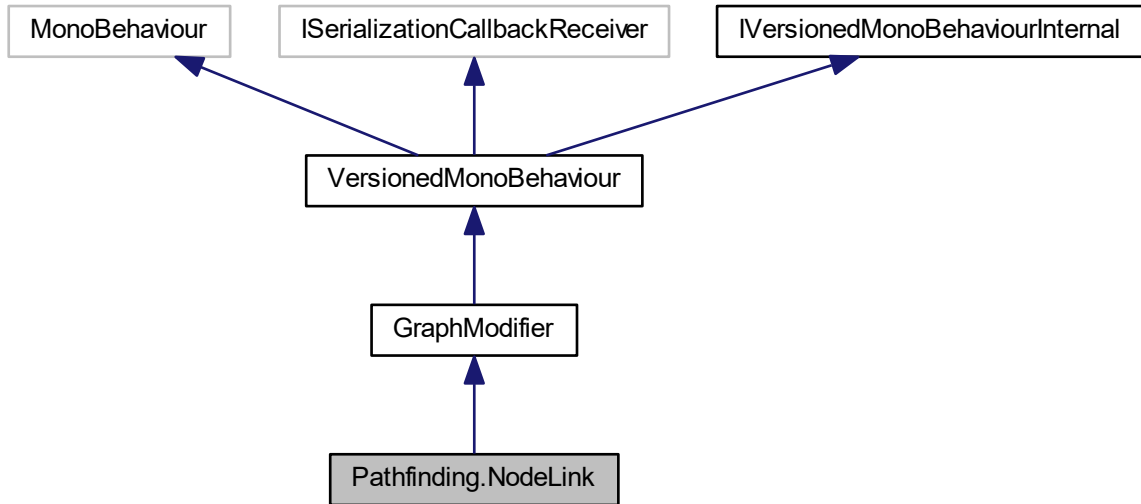 MonoBehaviour
ISerializationCallbackReceiver
IVersionedMonoBehaviourInternal
VersionedMonoBehaviour
GraphModifier
Pathfinding.NodeLink